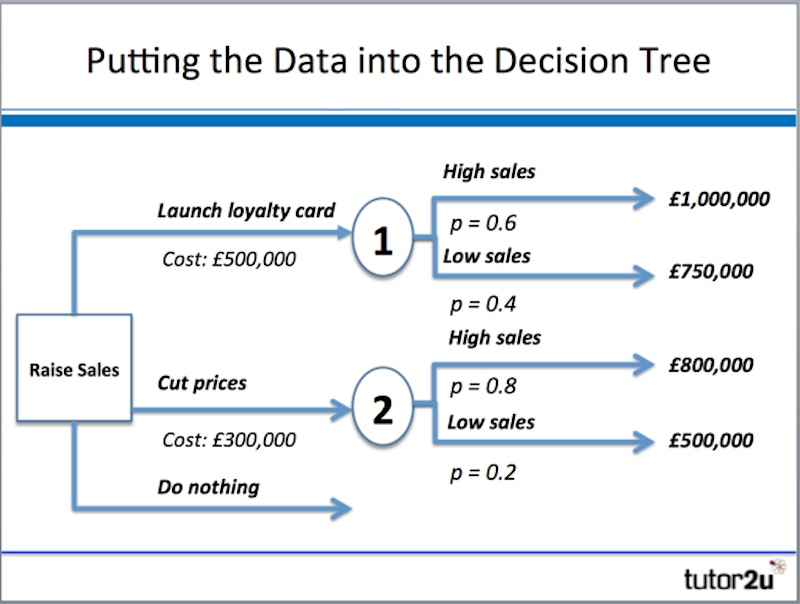 Putting the Data into the Decision Tree
High sales
Launch loyalty card
£1,000,000
1
p = 0.6
Cost: £500,000
Low sales
£750,000
p = 0.4
Raise Sales
High sales
£800,000
Cut prices
2
p = 0.8
Cost: £300,000
Low sales
£500,000
p = 0.2
Do nothing
tutor2u